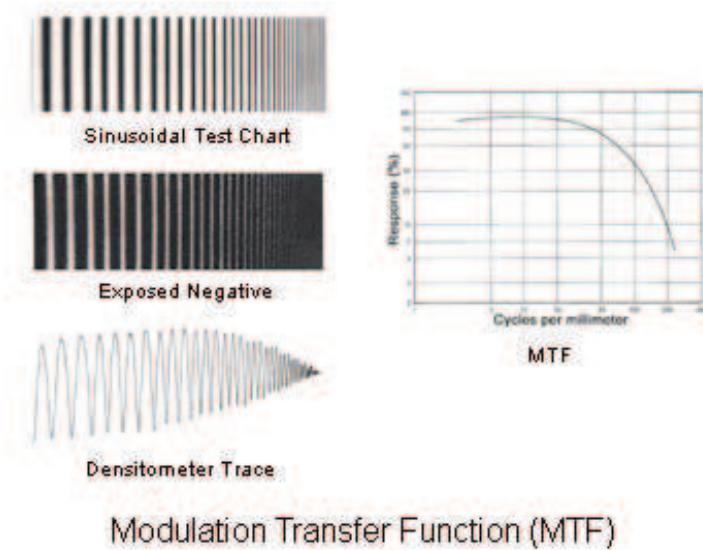 Sinusoidal Test Chart
Exposed Negative
Densitometer Trace
Response (%)
Cycles per millimeter
MTF
Modulation Transfer Function (MTF)